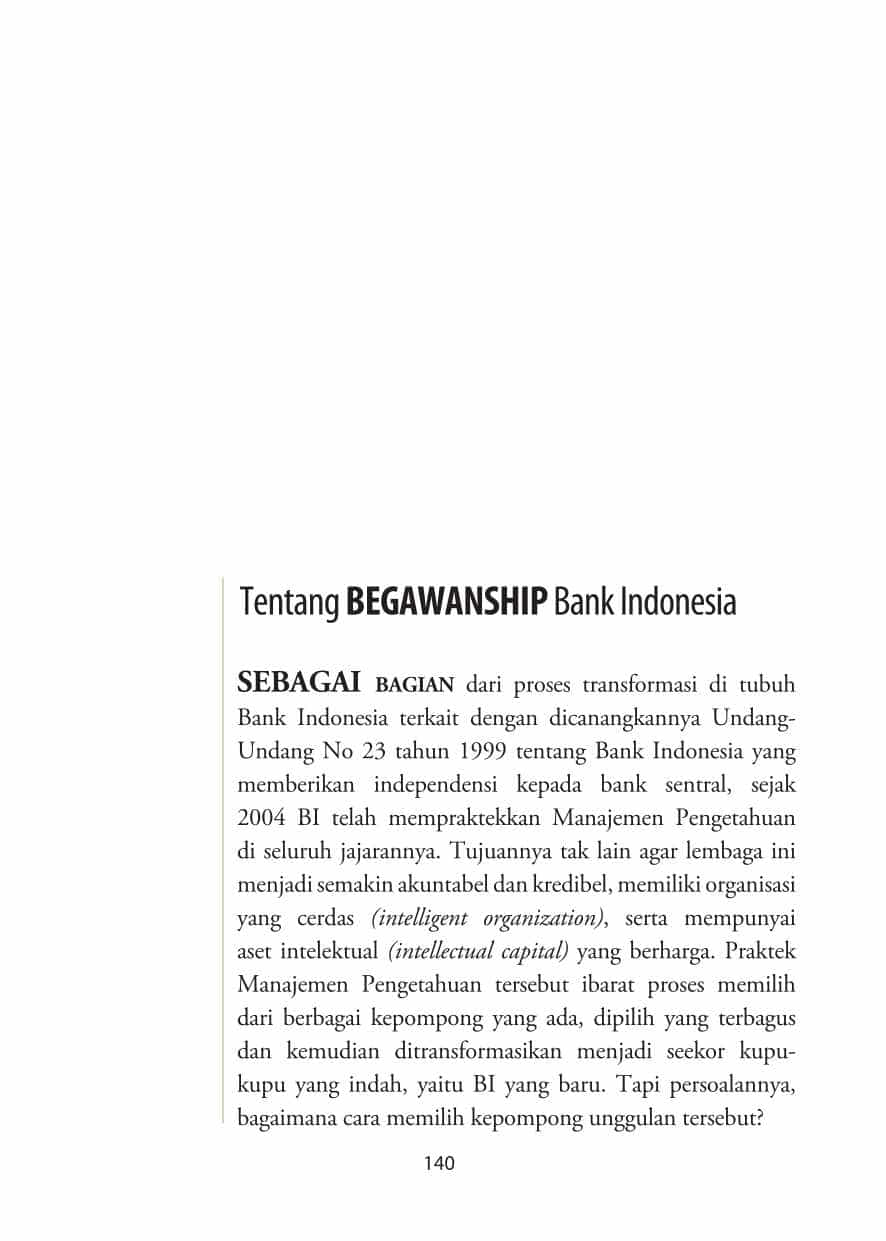 Tentang BEGAWANSHIP Bank Indonesia
SEBAGAI BAGIAN dari proses transformasi di tubuh
Bank Indonesia terkait dengan dicanangkannya Undang-
Undang No 23 tahun 1999 tentang Bank Indonesia yang
memberikan independensi kepada bank sentral, sejak
2004 BI telah mempraktekkan Manajemen Pengetahuan
di seluruh jajarannya. Tujuannya tak lain agar lembaga ini
menjadi semakin akuntabel dan kredibel, memiliki organisasi
yang cerdas (intelligent organization), serta mempunyai
aset intelektual (intellectual capital) yang berharga. Praktek
Manajemen Pengetahuan tersebut ibarat proses memilih
dari berbagai kepompong yang ada, dipilih yang terbagus
dan kemudian ditransformasikan menjadi seekor kupu-
kupu yang indah, yaitu BI yang baru. Tapi persoalannya,
bagaimana cara memilih kepompong unggulan tersebut?
140